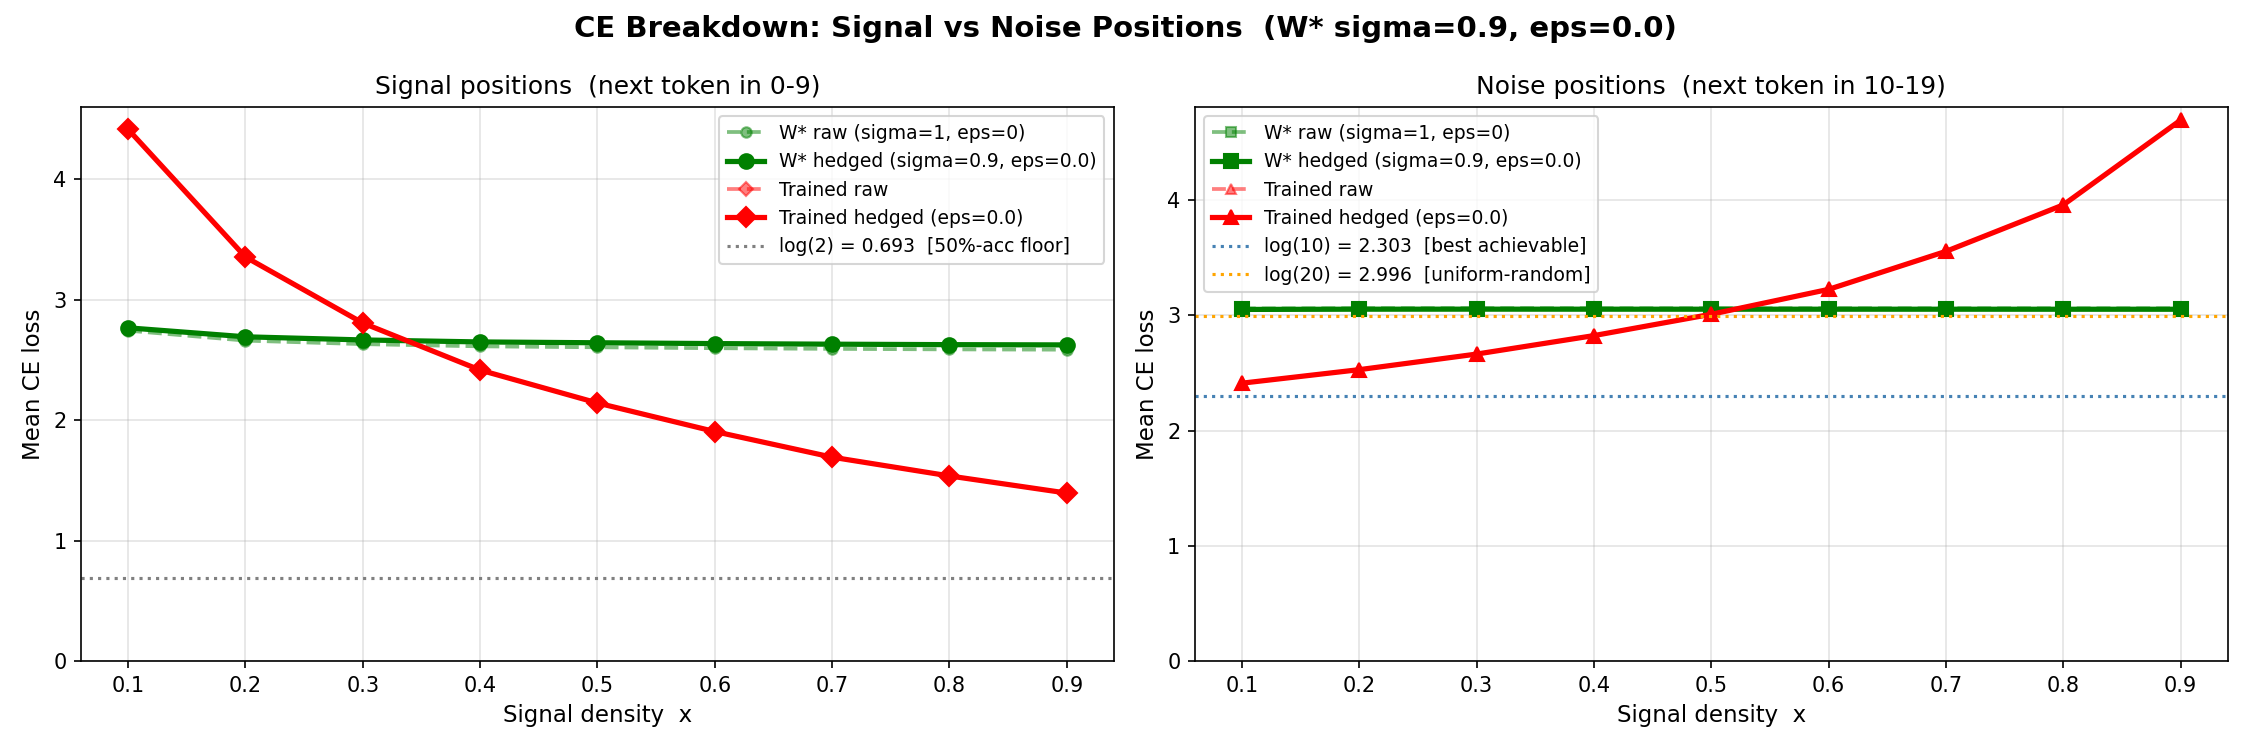 CE Breakdown: Signal vs Noise Positions  (W* sigma=0.9, eps=0.0)
Signal positions  (next token in 0-9)
W* raw (sigma=1, eps=0)
W* hedged (sigma=0.9, eps=0.0)
Trained raw
Trained hedged (eps=0.0)
log(2) = 0.693  [50%-acc floor]
4
3
2
1
0
Mean CE loss
0.1 0.2 0.3 0.4 0.5 0.6 0.7 0.8 0.9
Signal density  x
Noise positions  (next token in 10-19)
W* raw (sigma=1, eps=0)
W* hedged (sigma=0.9, eps=0.0)
Trained raw
Trained hedged (eps=0.0)
log(10) = 2.303  [best achievable]
log(20) = 2.996  [uniform-random]
4
3
2
1
0
Mean CE loss
0.1 0.2 0.3 0.4 0.5 0.6 0.7 0.8 0.9
Signal density  x